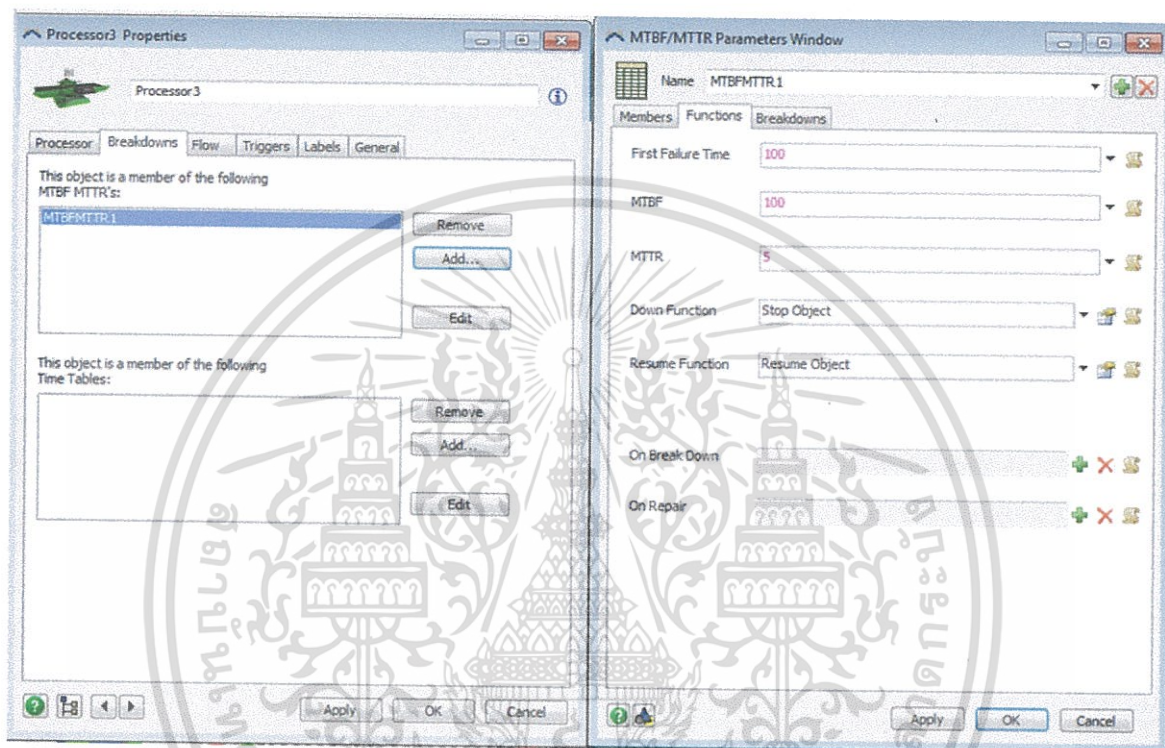 Processor3 Properties
Processor3
Processor
Breakdowns
Flow
Triggers
Labels
General
This object is a member of the following
MTBF MTTR's:
MTBFMTTR1
Remove
Add...
Edit
This object is a member of the following
Time Tables:
Remove
Add...
Edit
Apply
OK
Cancel
MTBF/MTTR Parameters Window
Name
MTBFMTTR1
Members
Functions
Breakdowns
First Failure Time
100
MTBF
100
MTTR
5
Down Function
Stop Object
Resume Function
Resume Object
On Break Down
On Repair
Apply
OK
Cancel